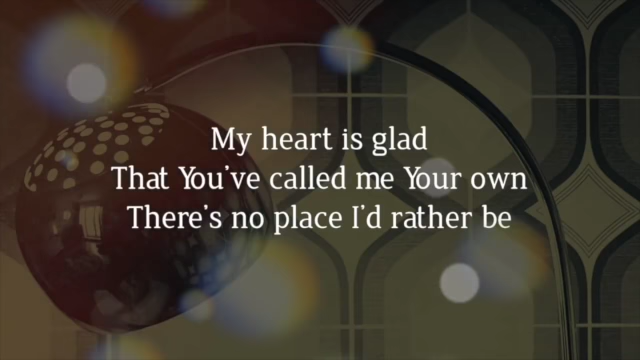 My heart is glad
That You've called me Your own
There's no place I'd rather be